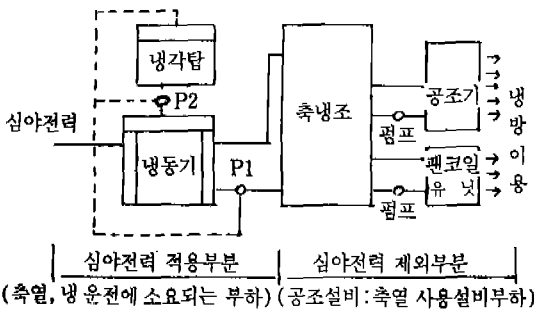 냉각탑
P2
심야전력
냉동기
P1
축냉조
공조기
펌프
팬코일
유닛
펌프
냉방
이용
심야전력 적용부분
심야전력 제외부분
(축열, 냉 운전에 소요되는 부하)
(공조설비:축열 사용설비부하)